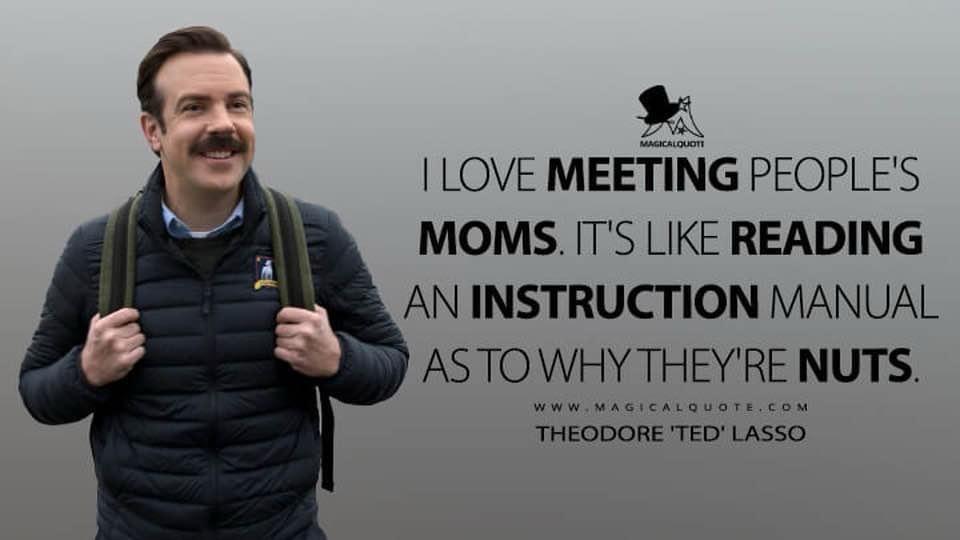 MAGICALQUOTE
I LOVE MEETING PEOPLE'S
MOMS. IT'S LIKE READING
AN INSTRUCTION MANUAL
AS TO WHY THEY'RE NUTS.
WWW.MAGICALQUOTE.COM
THEODORE 'TED' LASSO